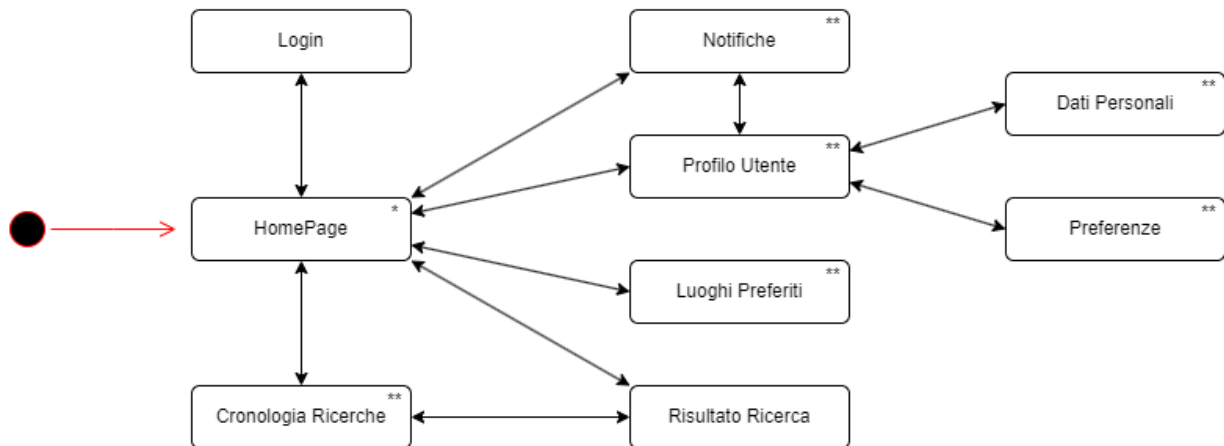 Login
**
Notifiche
**
Dati Personali
**
Profilo Utente
*
HomePage
**
Preferenze
**
Luoghi Preferiti
**
Cronologia Ricerche
Risultato Ricerca